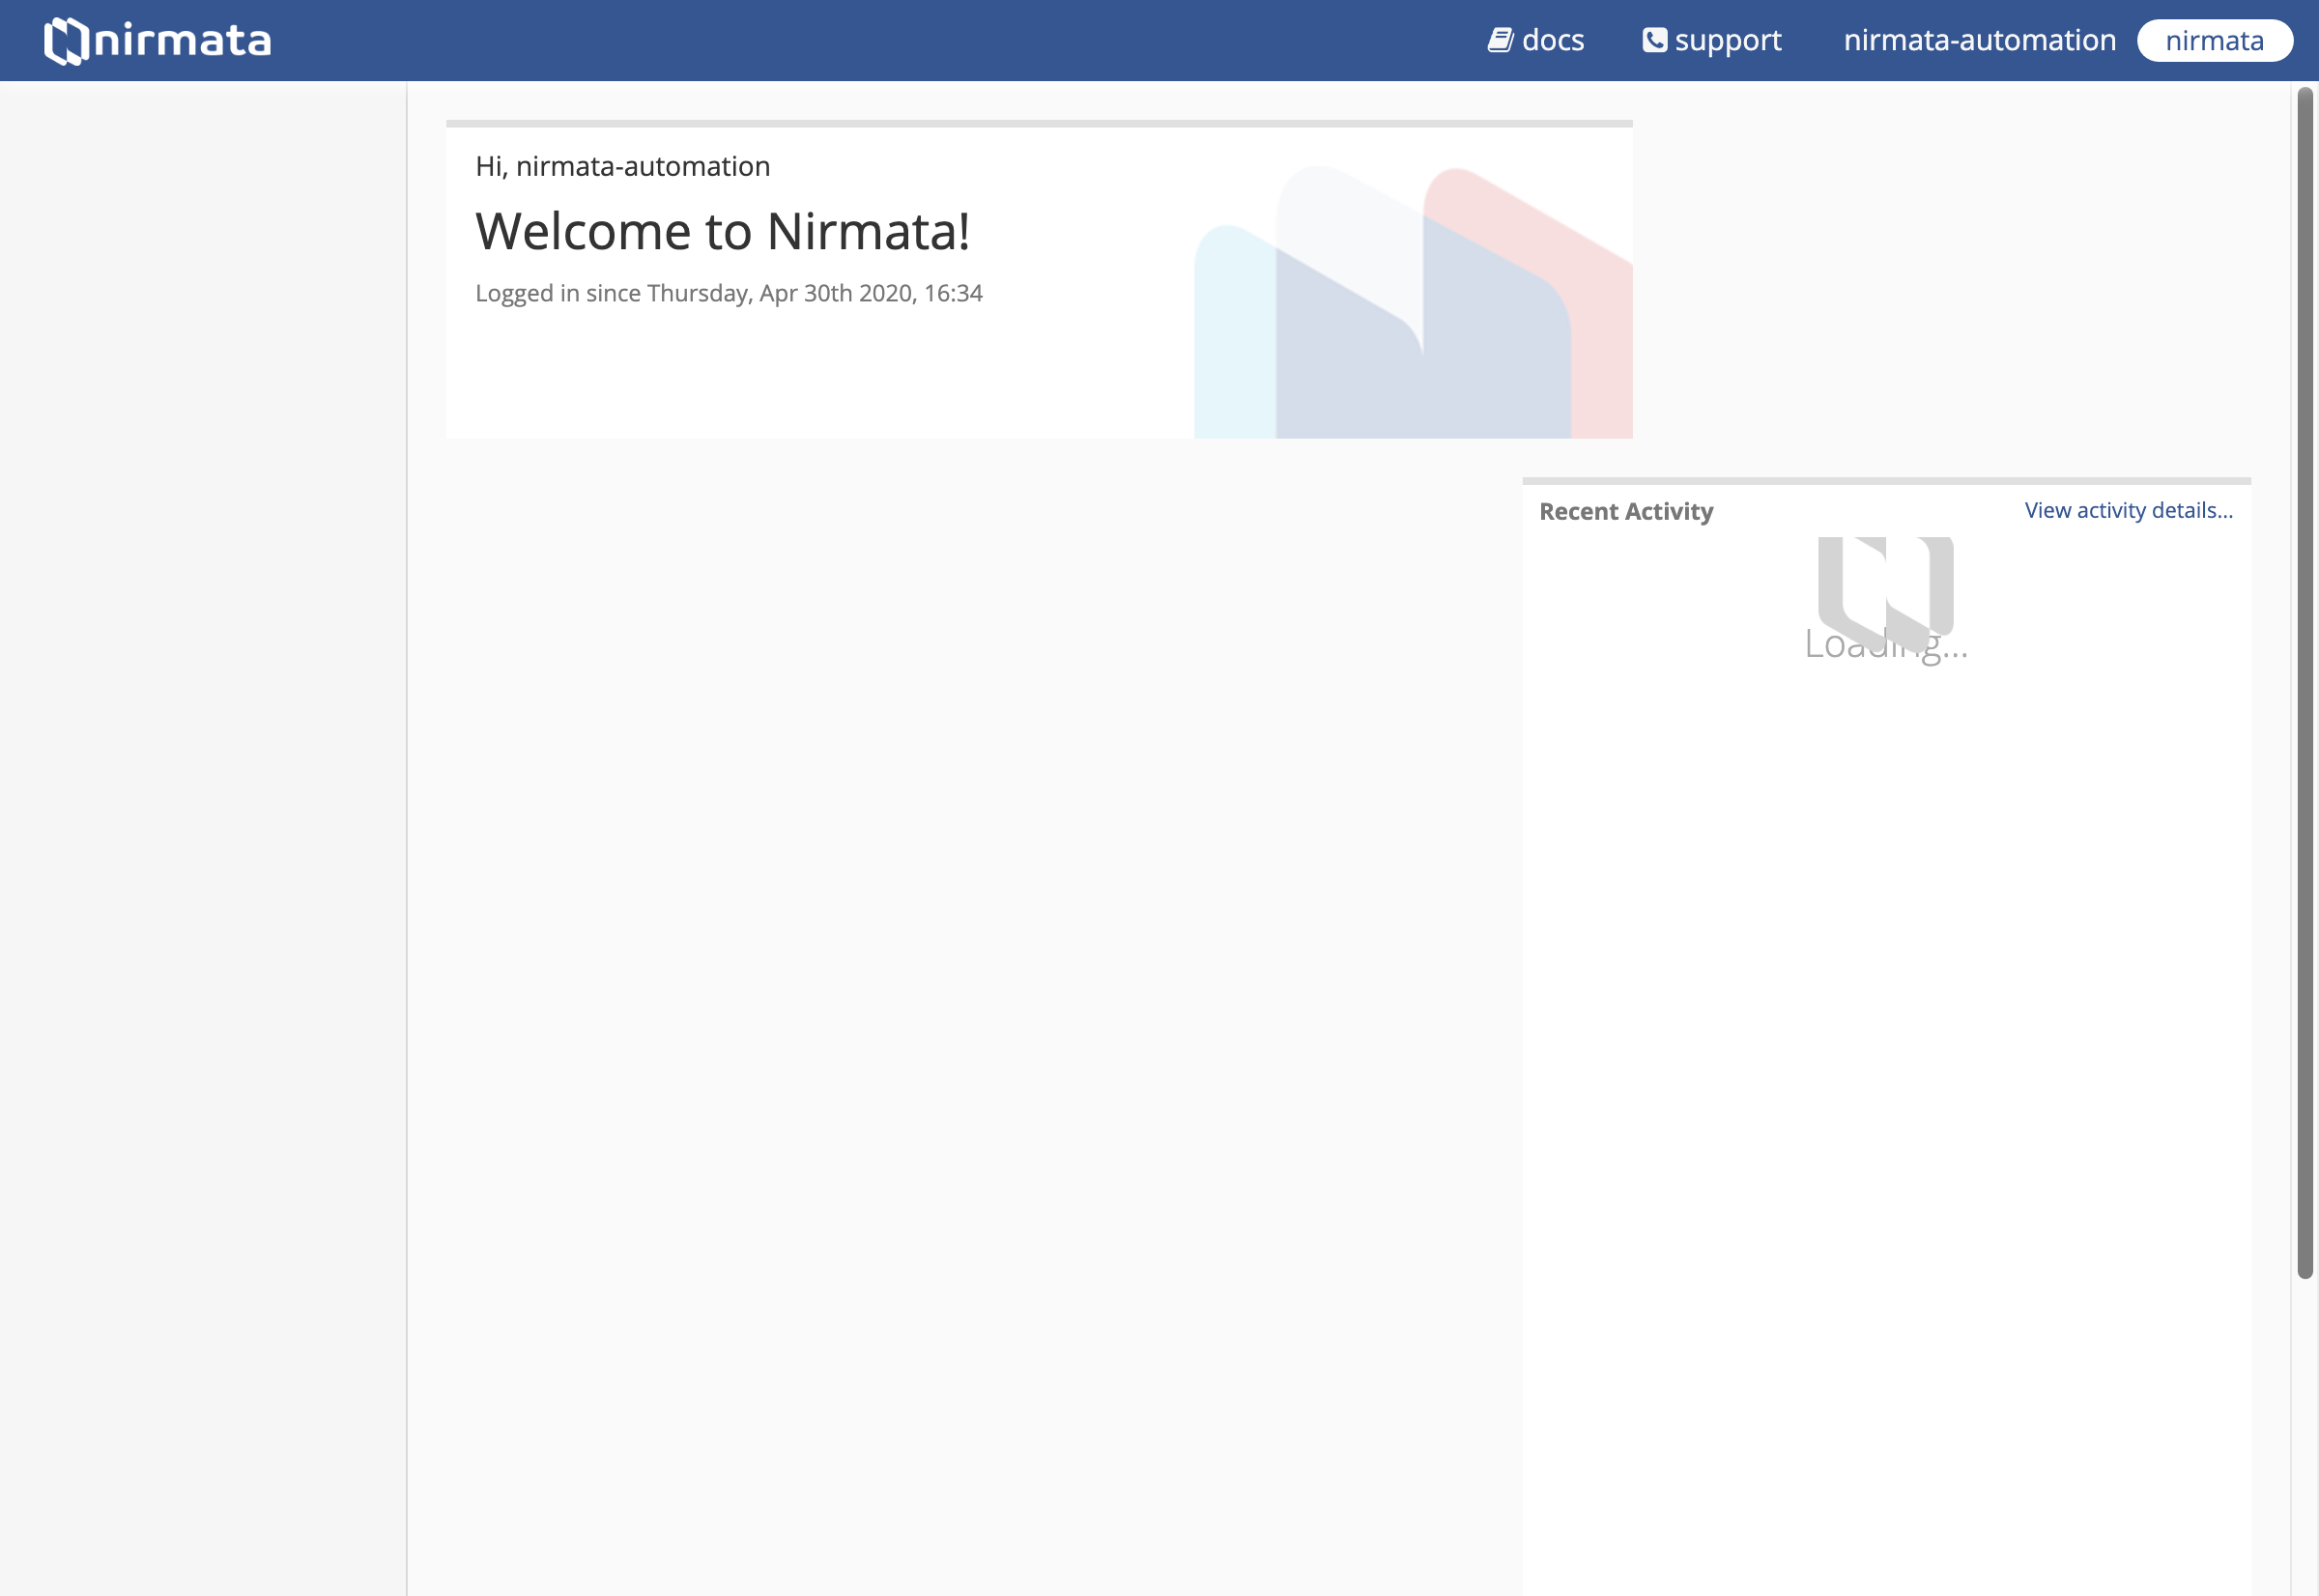 nirmata
docs
support
nirmata-automation
nirmata
Hi, nirmata-automation
Welcome to Nirmata!
Logged in since Thursday, Apr 30th 2020, 16:34
Recent Activity
View activity details...
Loading...